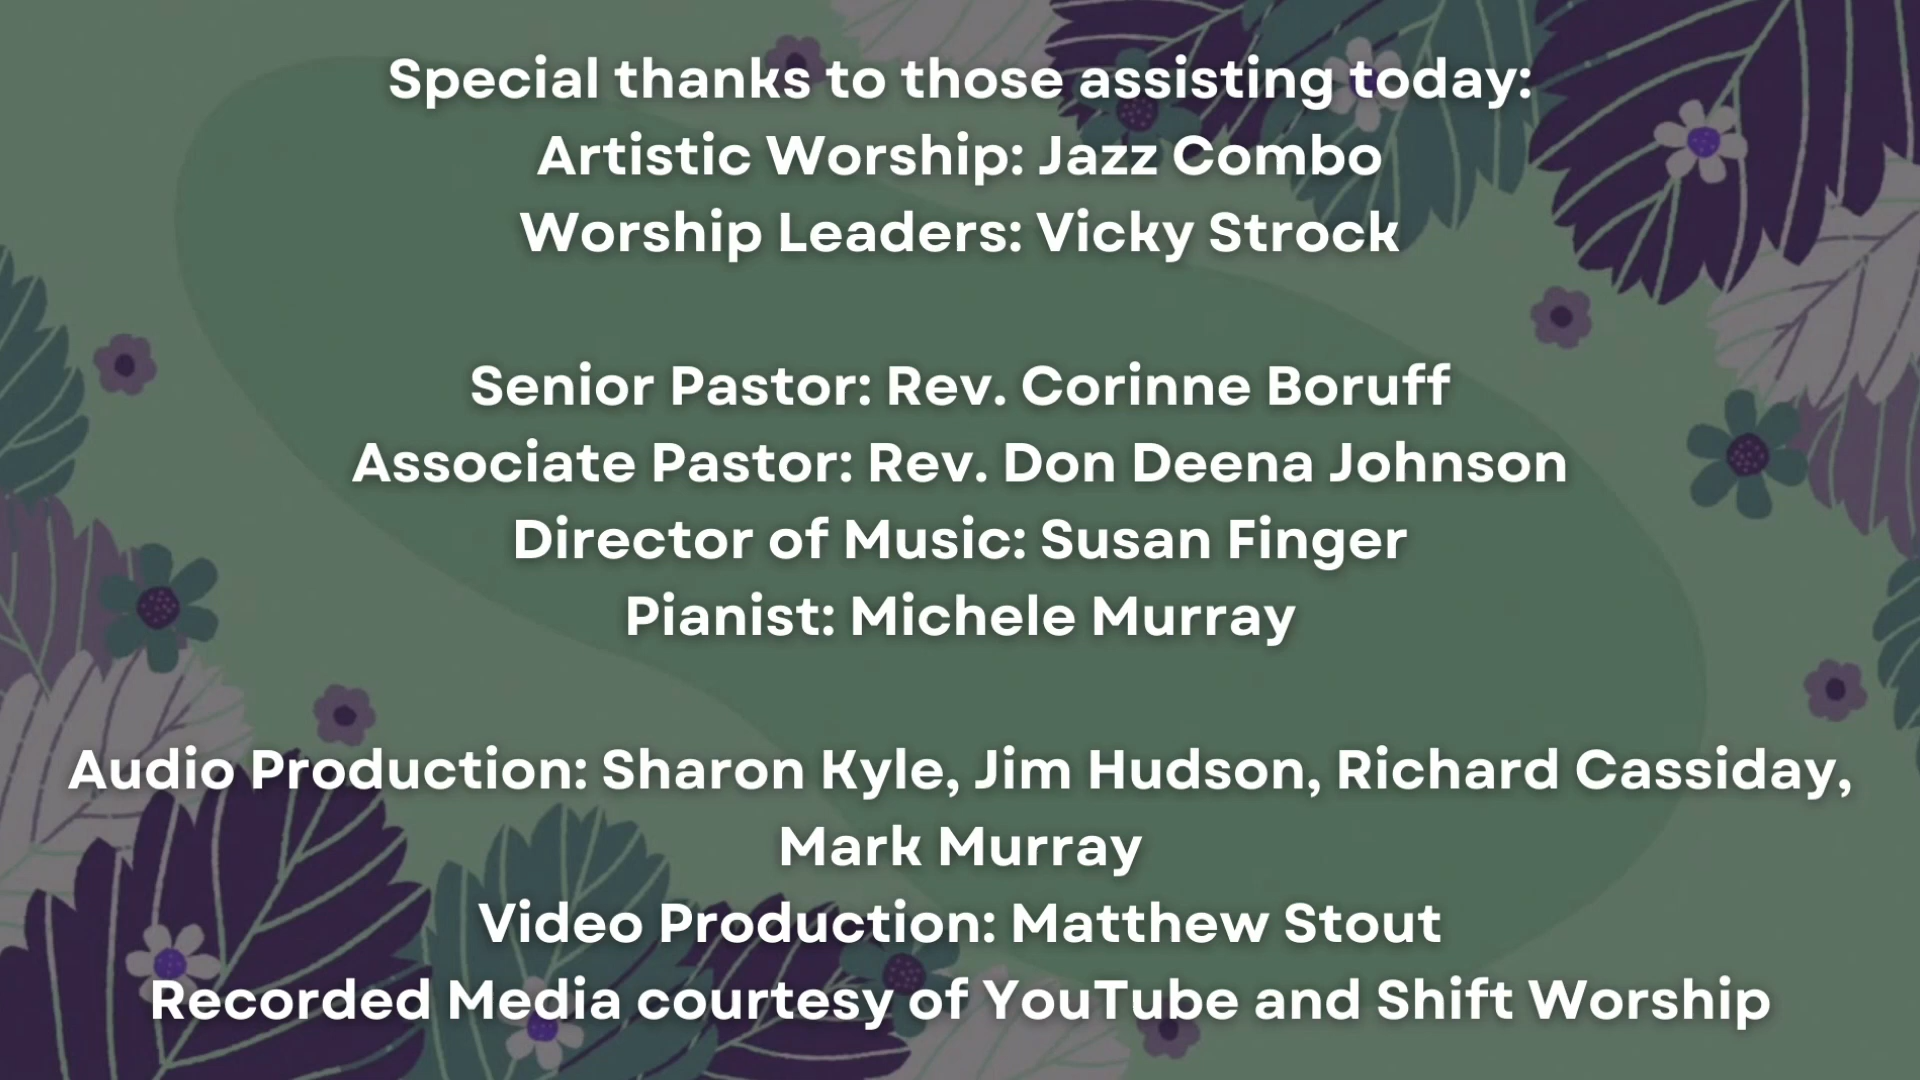 Special thanks to those assisting today:
Artistic Worship: Jazz Combo
Worship Leaders: Vicky Strock
Senior Pastor: Rev. Corinne Boruff
Associate Pastor: Rev. Don Deena Johnson
Director of Music: Susan Finger
Pianist: Michele Murray
Audio Production: Sharon Kyle, Jim Hudson, Richard Cassiday,
Mark Murray
Video Production: Matthew Stout
Recorded Media courtesy of YouTube and Shift Worship